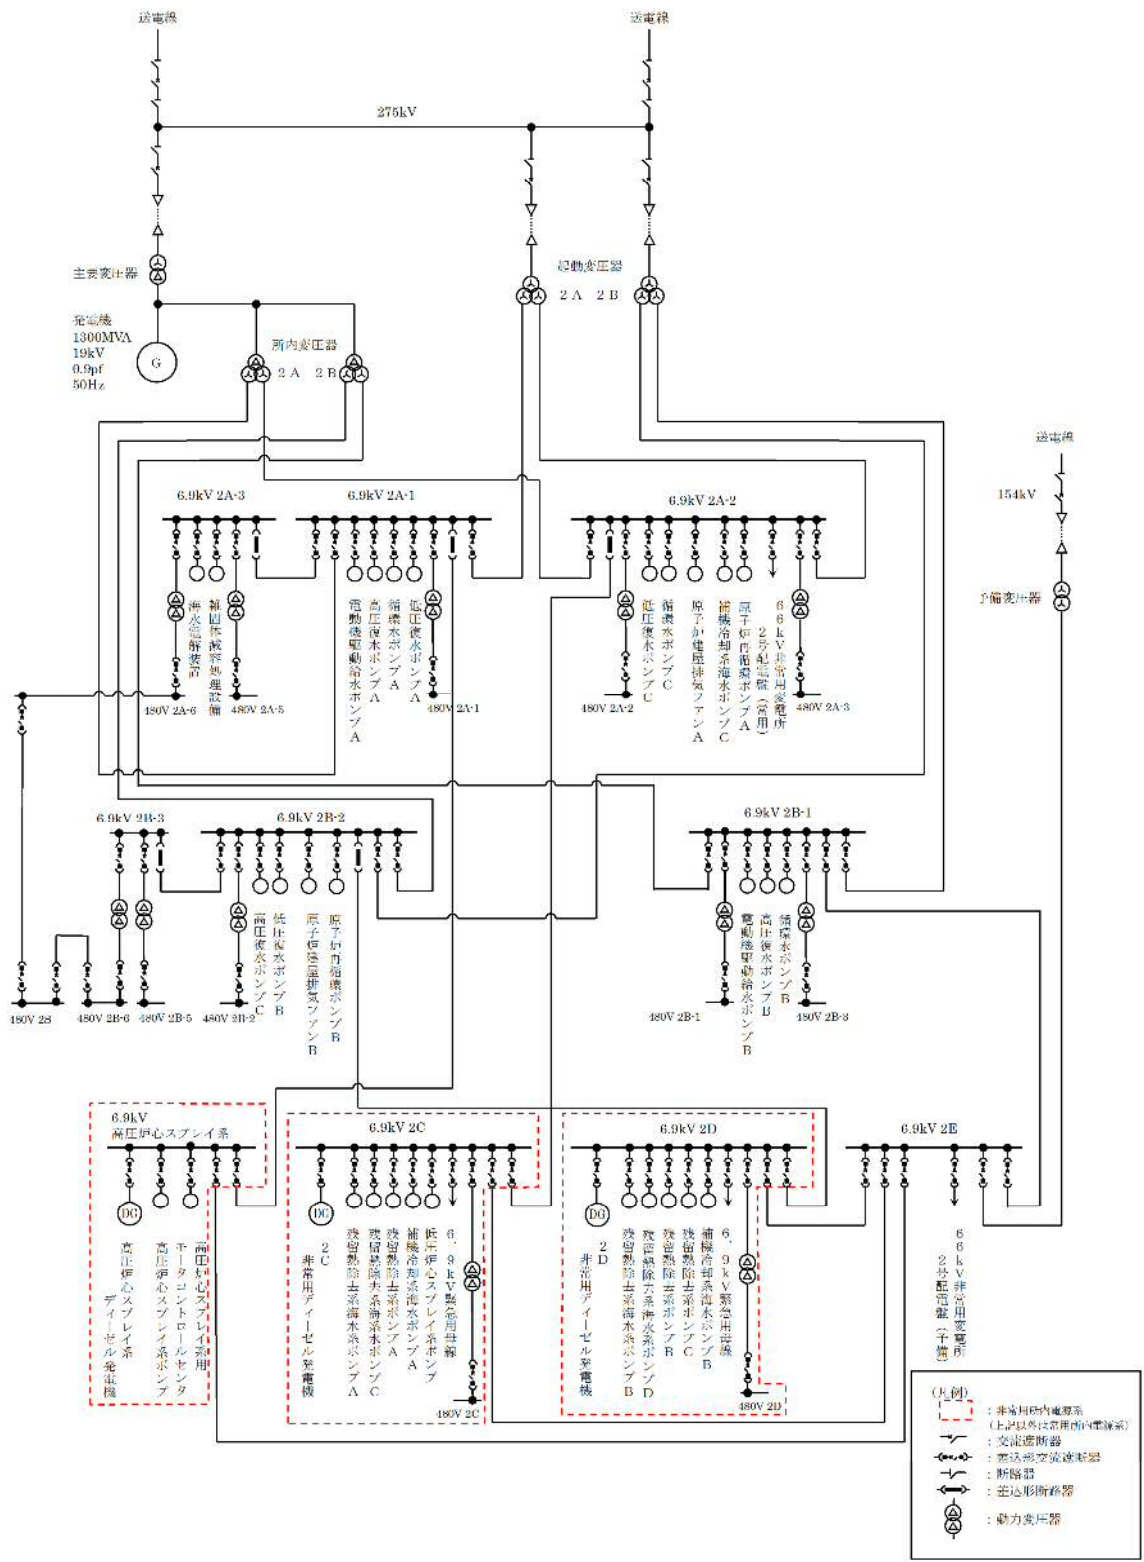 送電線
送電線
275kV
主要変圧器
起動変圧器
2A 2B
発電機
1300MVA
19kV
0.9pf
50Hz
G
所内変圧器
2A 2B
送電線
154kV
予備変圧器
6.9kV 2A-3
6.9kV 2A-1
6.9kV 2A-2
海水電解装置
雑固体減容処理設備
電動機駆動給水ポンプA
高圧復水ポンプA
循環水ポンプA
低圧復水ポンプA
低圧復水ポンプC
循環水ポンプC
原子炉建屋排気ファンA
補機冷却系海水ポンプC
原子炉再循環ポンプA
66kV非常用変電所
2号配電盤(常用)
480V 2A-6
480V 2A-5
480V 2A-1
480V 2A-2
480V 2A-3
6.9kV 2B-3
6.9kV 2B-2
6.9kV 2B-1
高圧復水ポンプC
低圧復水ポンプB
原子炉建屋排気ファンB
原子炉再循環ポンプB
電動機駆動給水ポンプB
高圧復水ポンプB
循環水ポンプB
480V 2S
480V 2B-6
480V 2B-5
480V 2B-2
480V 2B-1
480V 2B-3
6.9kV
高圧炉心スプレイ系
6.9kV 2C
6.9kV 2D
6.9kV 2E
DG
DG
DG
高圧炉心スプレイ系
ディーゼル発電機
高圧炉心スプレイ系ポンプ
高圧炉心スプレイ系用
モータコントロールセンタ
2C
非常用ディーゼル発電機
残留熱除去系海水系ポンプA
残留熱除去系海水系ポンプC
残留熱除去系ポンプA
補機冷却系海水ポンプA
低圧炉心スプレイ系ポンプ
6.9kV緊急用母線
480V 2C
2D
非常用ディーゼル発電機
残留熱除去系海水系ポンプB
残留熱除去系海水系ポンプD
残留熱除去系ポンプB
残留熱除去系ポンプC
補機冷却系海水ポンプB
6.9kV緊急用母線
480V 2D
66kV非常用変電所
2号配電盤(予備)
(凡例)
：非常用所内電源系
(上記以外は常用所内電源系)
：交流遮断器
：差込形交流遮断器
：断路器
：差込形断路器
：動力変圧器